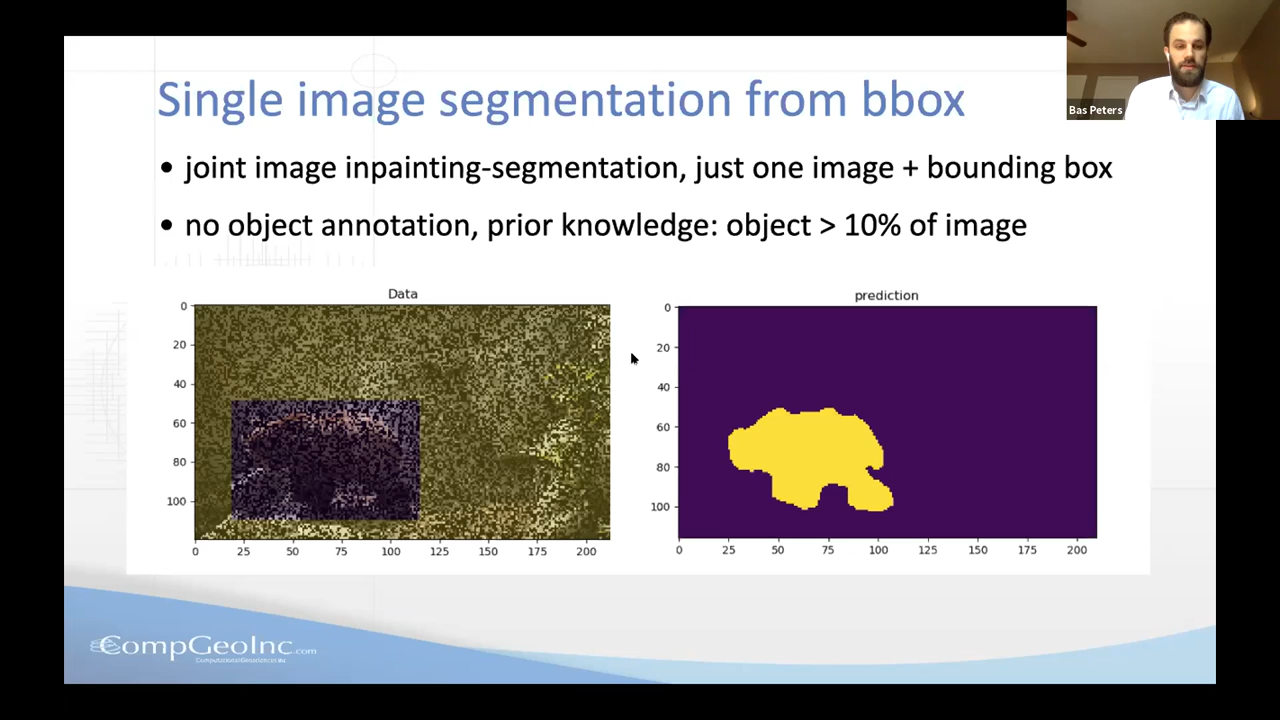 Single image segmentation from bbox
• joint image inpainting-segmentation, just one image + bounding box
• no object annotation, prior knowledge: object > 10% of image
Data
0
20
40
60
80
100
0 25 50 75 100 125 150 175 200
prediction
0
20
40
60
80
100
0 25 50 75 100 125 150 175 200
CompGeoInc.com
Computational Geosciences Inc
Bas Peters